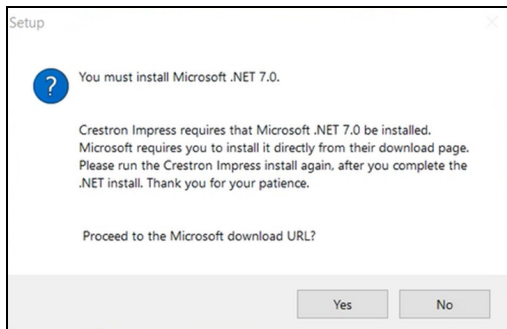 Setup
?
You must install Microsoft .NET 7.0.
Crestron Impress requires that Microsoft .NET 7.0 be installed.
Microsoft requires you to install it directly from their download page.
Please run the Crestron Impress install again, after you complete the
.NET install. Thank you for your patience.
Proceed to the Microsoft download URL?
Yes
No